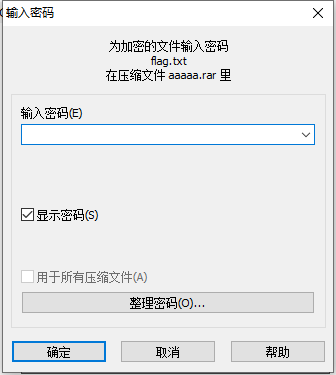 输入密码
为加密的文件输入密码
flag.txt
在压缩文件 aaaaa.rar 里
输入密码(E)
显示密码(S)
用于所有压缩文件(A)
整理密码(O)...
确定
取消
帮助